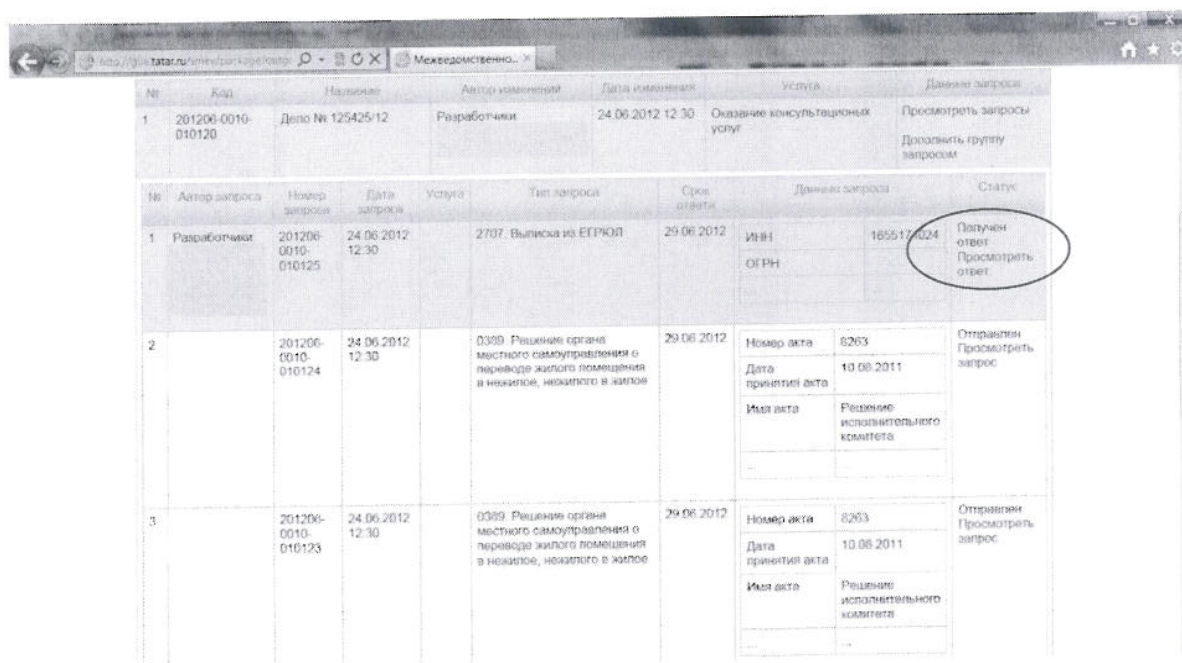 tatar.ru
Межведомственно...
№ Код Название Автор изменений Дата изменения Услуга Данные запроса
1 201206-0010- Дело № 125425/12 Разработчики 24.06.2012 12:30 Оказание консультационых Просмотреть запросы
010120 услуг
Дополнить группу
запросом
№ Автор запроса Номер Дата Услуга Тип запроса Срок Данные запроса Статус
запроса запроса ответа
1 Разработчики 201206- 24.06.2012 2707. Выписка из ЕГРЮЛ 29.06.2012 ИНН Получен
0010- 12:30 ответ
010125 ОГРН Просмотреть
ответ
...
2 201206- 24.06.2012 0389. Решение органа 29.06.2012 Номер акта 8263 Отправлен
0010- 12:30 местного самоуправления о Просмотреть
010124 переводе жилого помещения Дата 10.08.2011 запрос
в нежилое, нежилого в жилое принятия акта
Имя акта Решение
исполнительного
комитета
... ...
3 201206- 24.06.2012 0389. Решение органа 29.06.2012 Номер акта 8263 Отправлен
0010- 12:30 местного самоуправления о Просмотреть
010123 переводе жилого помещения Дата 10.08.2011 запрос
в нежилое, нежилого в жилое принятия акта
Имя акта Решение
исполнительного
комитета
... ...